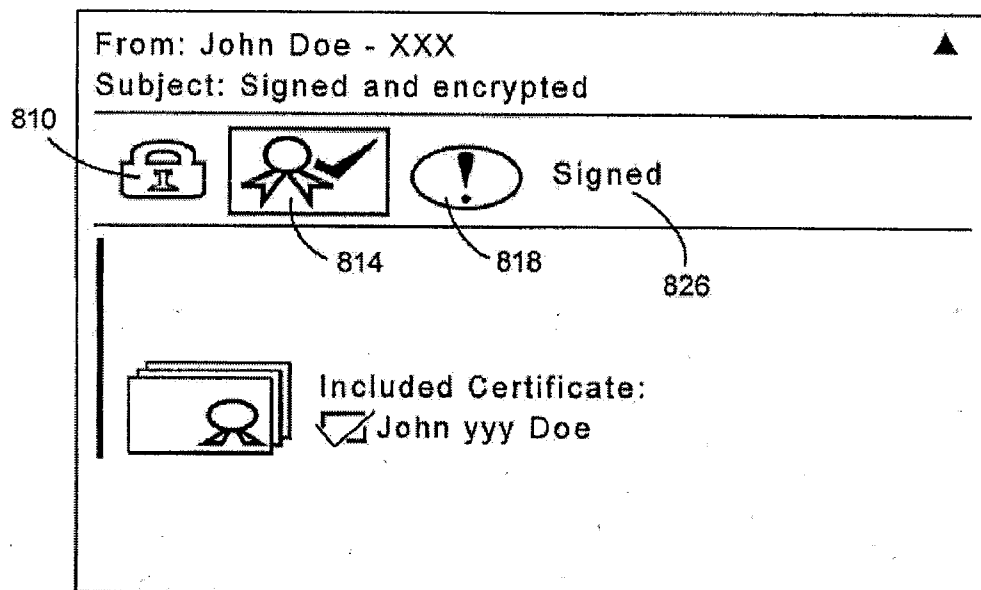 From: John Doe - XXX
Subject: Signed and encrypted
810
Signed
814
818
826
Included Certificate:
John yyy Doe